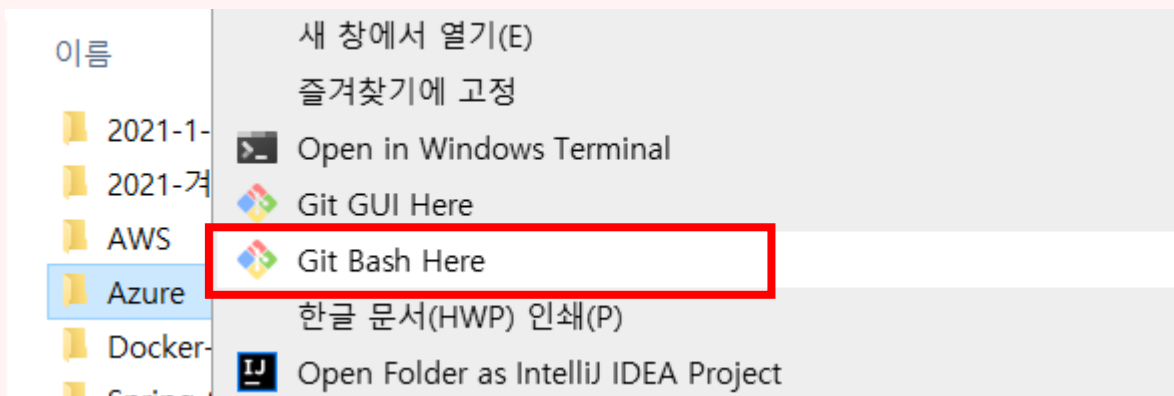 이름
2021-1-
2021-겨
AWS
Azure
Docker-
새 창에서 열기(E)
즐겨찾기에 고정
Open in Windows Terminal
Git GUI Here
Git Bash Here
한글 문서(HWP) 인쇄(P)
Open Folder as IntelliJ IDEA Project